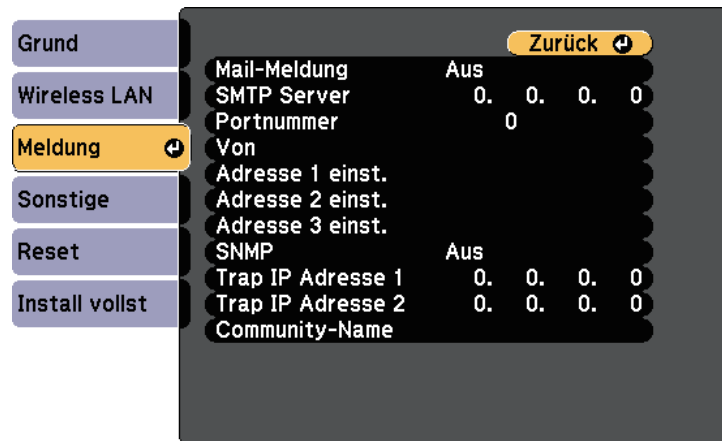 Grund
Wireless LAN
Meldung
Sonstige
Reset
Install vollst
Zurück
Mail-Meldung Aus
SMTP Server 0. 0. 0. 0
Portnummer 0
Von
Adresse 1 einst.
Adresse 2 einst.
Adresse 3 einst.
SNMP Aus
Trap IP Adresse 1 0. 0. 0. 0
Trap IP Adresse 2 0. 0. 0. 0
Community-Name